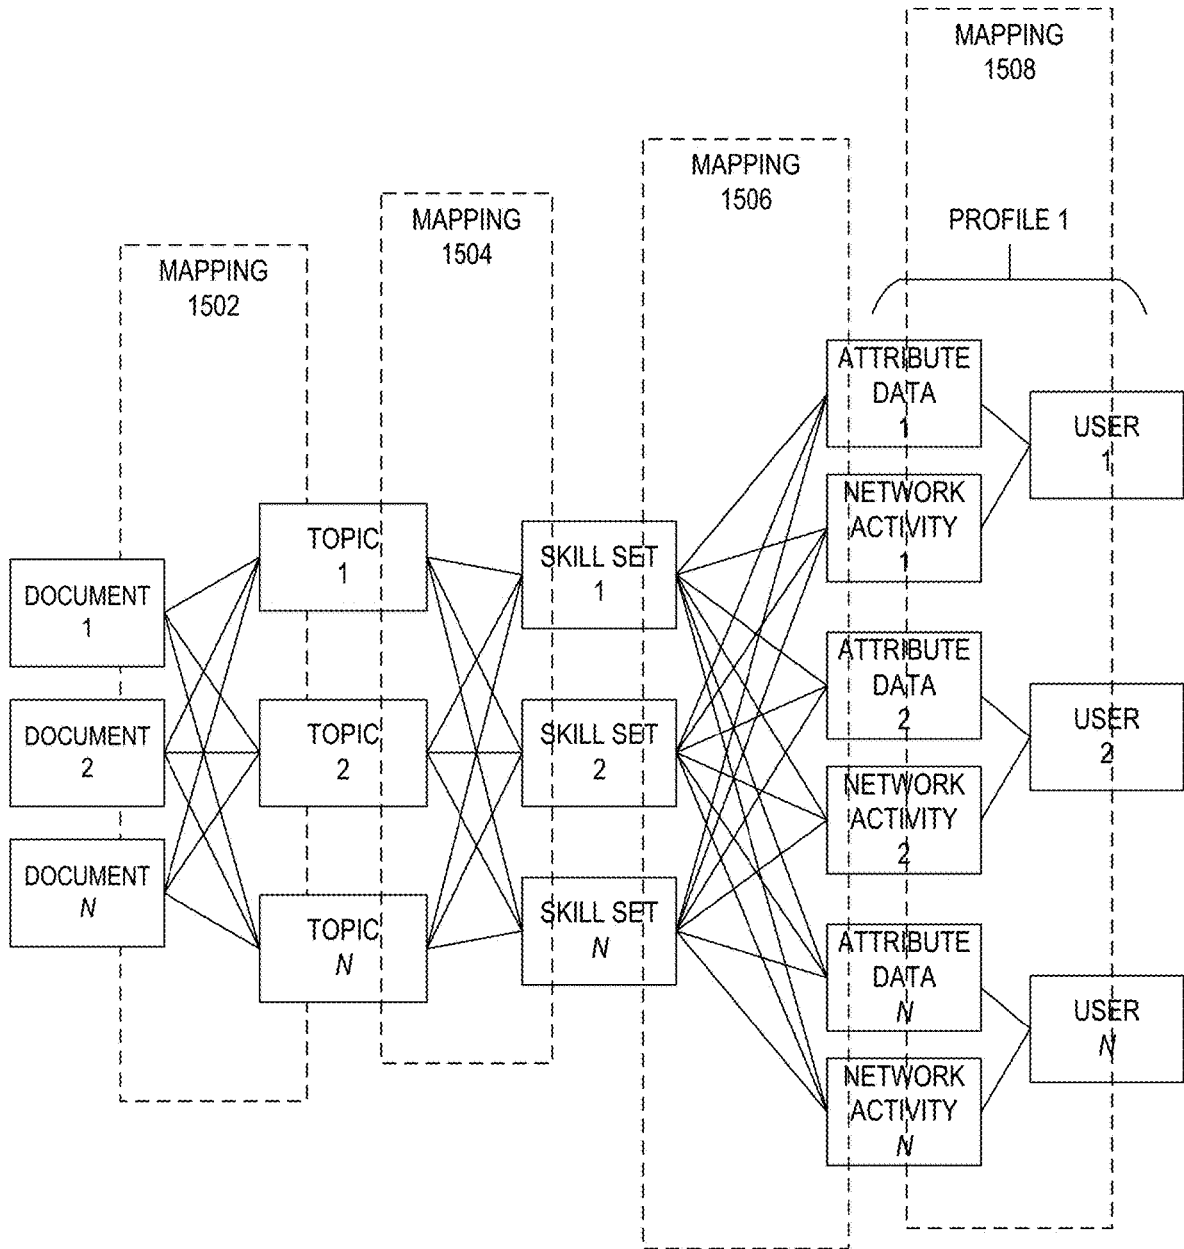 MAPPING
1508
MAPPING
1506
MAPPING
1504
PROFILE 1
MAPPING
1502
DOCUMENT
1
DOCUMENT
2
DOCUMENT
N
TOPIC
1
TOPIC
2
TOPIC
N
SKILL SET
1
SKILL SET
2
SKILL SET
N
ATTRIBUTE
DATA
1
NETWORK
ACTIVITY
1
ATTRIBUTE
DATA
2
NETWORK
ACTIVITY
2
ATTRIBUTE
DATA
N
NETWORK
ACTIVITY
N
USER
1
USER
2
USER
N